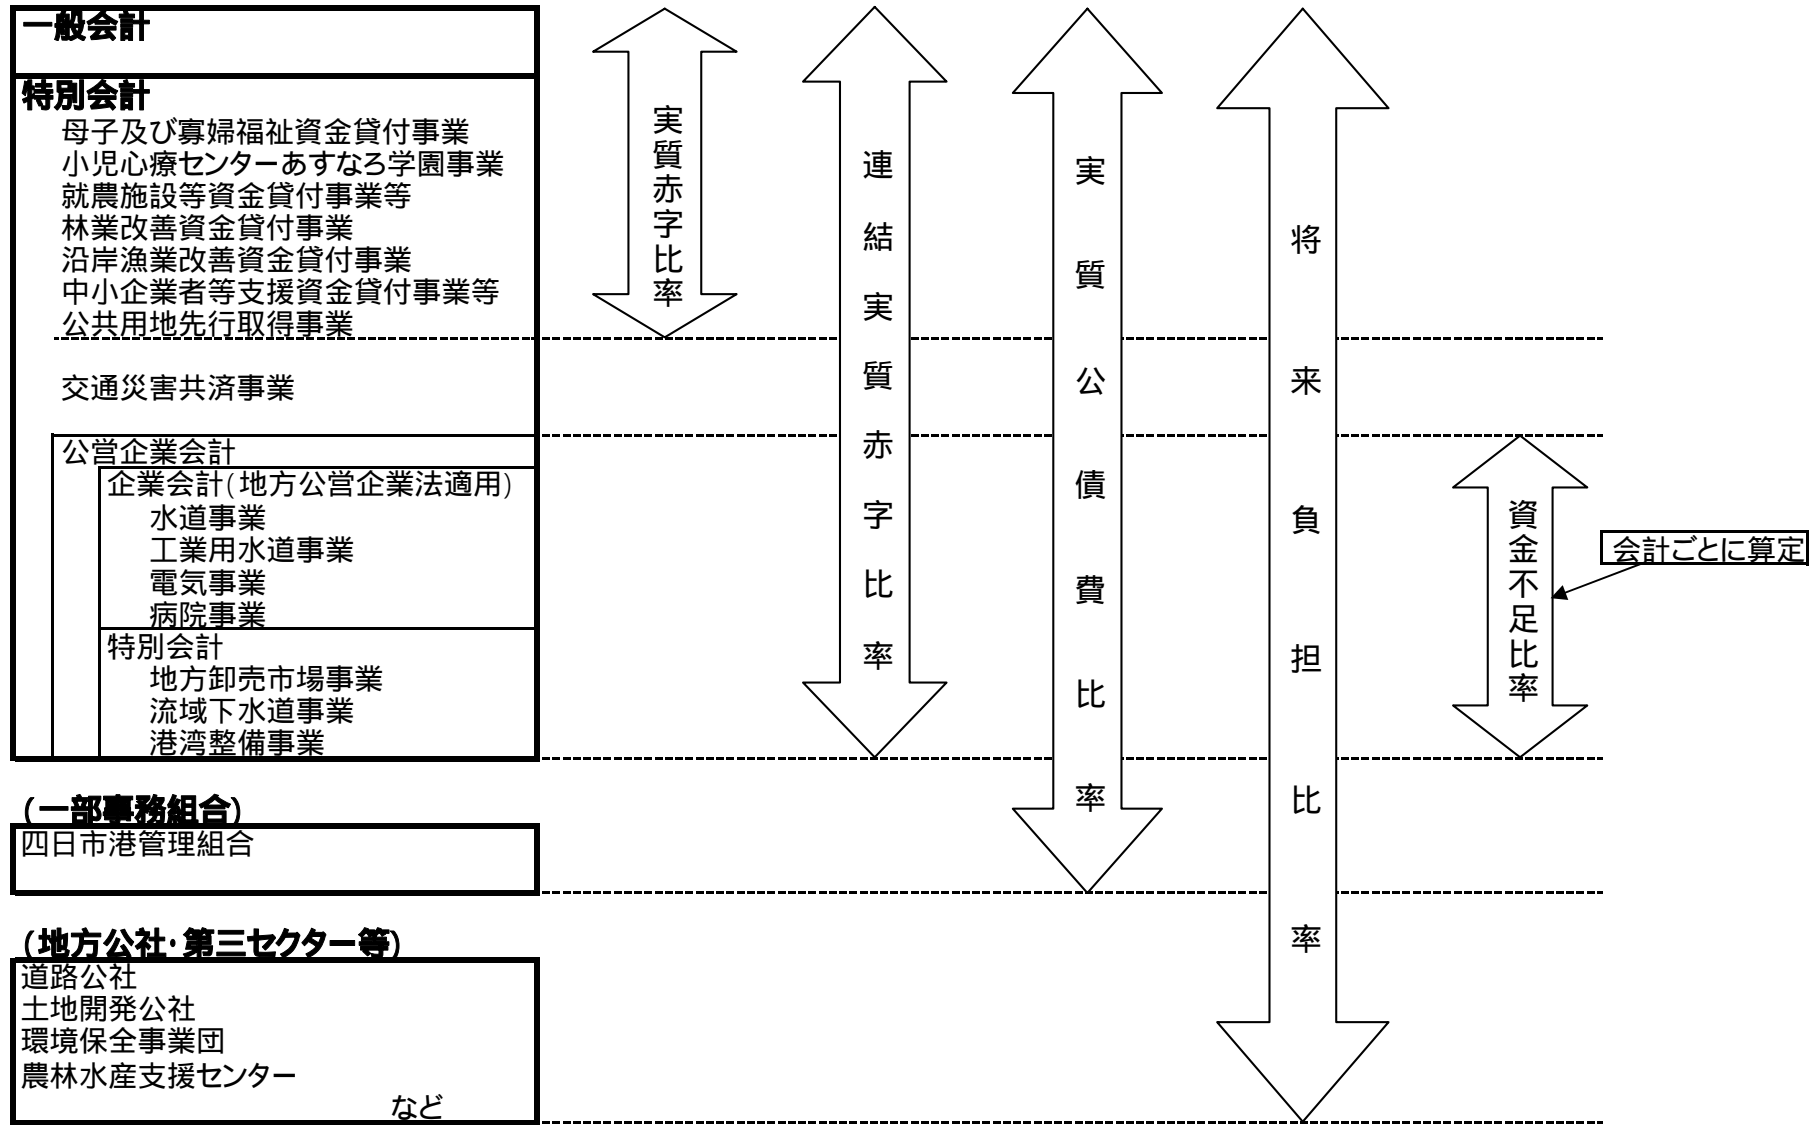 一般会計
特別会計
母子及び寡婦福祉資金貸付事業
小児心療センターあすなろ学園事業
就農施設等資金貸付事業等
林業改善資金貸付事業
沿岸漁業改善資金貸付事業
中小企業者等支援資金貸付事業等
公共用地先行取得事業
交通災害共済事業
公営企業会計
企業会計(地方公営企業法適用)
水道事業
工業用水道事業
電気事業
病院事業
特別会計
地方卸売市場事業
流域下水道事業
港湾整備事業
(一部事務組合)
四日市港管理組合
(地方公社・第三セクター等)
道路公社
土地開発公社
環境保全事業団
農林水産支援センター
など
実質赤字比率
連結実質赤字比率
実質公債費比率
将来負担比率
資金不足比率
会計ごとに算定